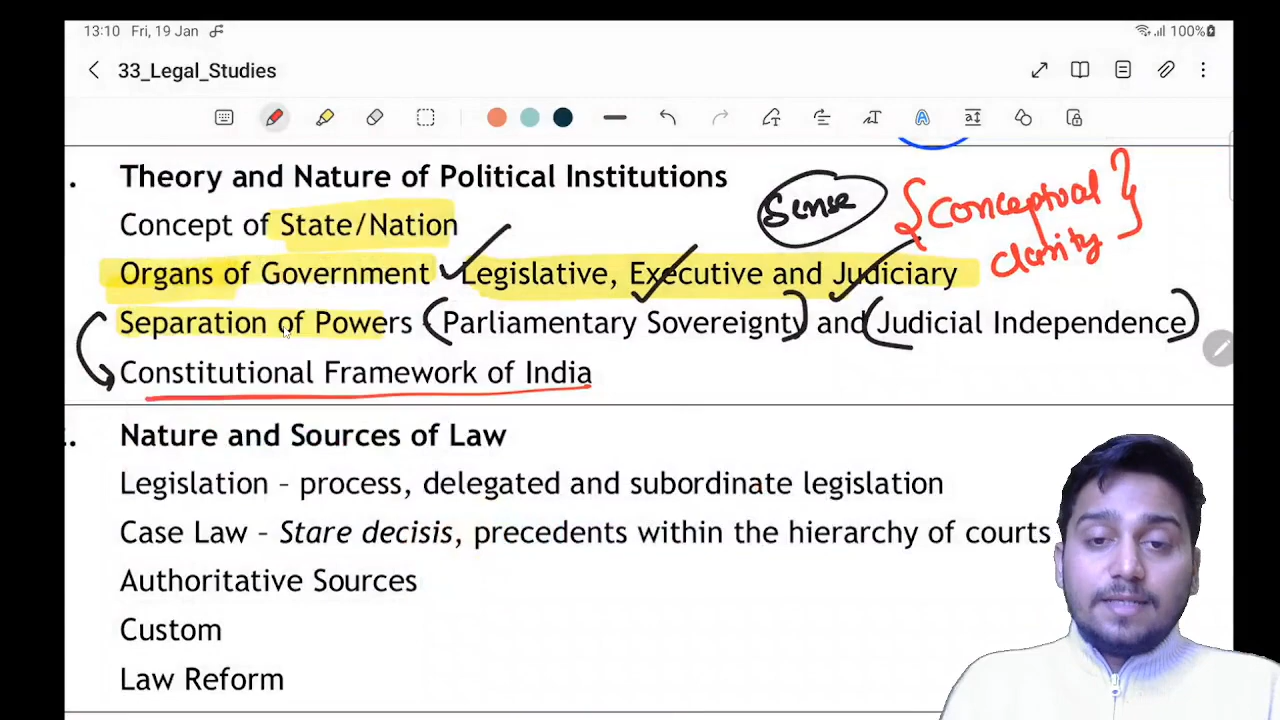 13:10 Fri, 19 Jan 100%
33_Legal_Studies
. Theory and Nature of Political Institutions
Sense {conceptual clarity}
Concept of State/Nation
Organs of Government Legislative, Executive and Judiciary
Separation of Powers - (Parliamentary Sovereignty) and (Judicial Independence)
Constitutional Framework of India
. Nature and Sources of Law
Legislation – process, delegated and subordinate legislation
Case Law – Stare decisis, precedents within the hierarchy of courts
Authoritative Sources
Custom
Law Reform